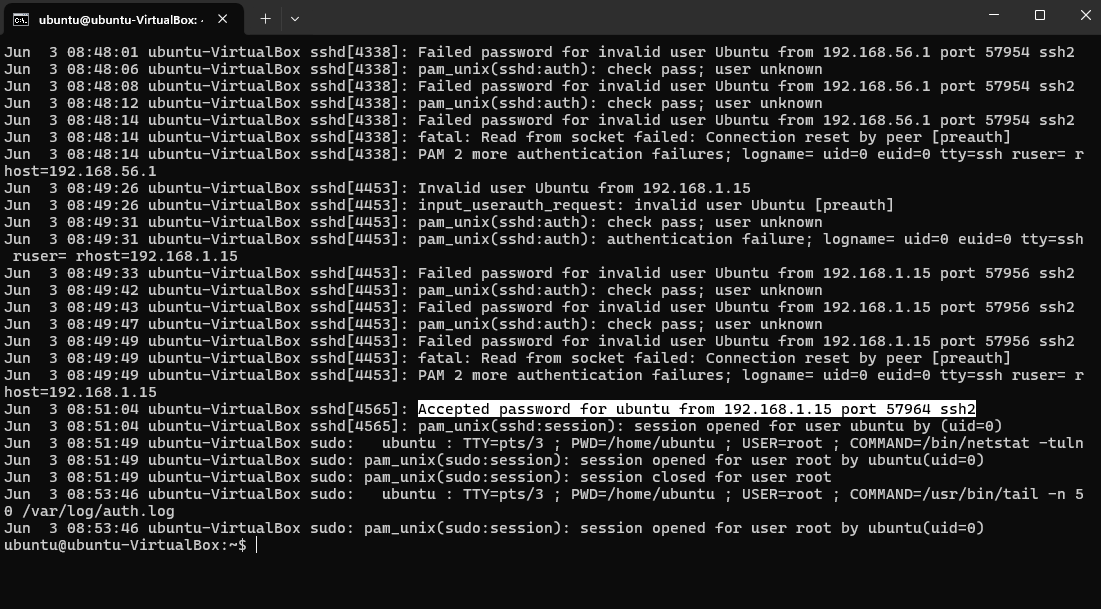 ubuntu@ubuntu-VirtualBox: ·
Jun  3 08:48:01 ubuntu-VirtualBox sshd[4338]: Failed password for invalid user Ubuntu from 192.168.56.1 port 57954 ssh2
Jun  3 08:48:06 ubuntu-VirtualBox sshd[4338]: pam_unix(sshd:auth): check pass; user unknown
Jun  3 08:48:08 ubuntu-VirtualBox sshd[4338]: Failed password for invalid user Ubuntu from 192.168.56.1 port 57954 ssh2
Jun  3 08:48:12 ubuntu-VirtualBox sshd[4338]: pam_unix(sshd:auth): check pass; user unknown
Jun  3 08:48:14 ubuntu-VirtualBox sshd[4338]: Failed password for invalid user Ubuntu from 192.168.56.1 port 57954 ssh2
Jun  3 08:48:14 ubuntu-VirtualBox sshd[4338]: fatal: Read from socket failed: Connection reset by peer [preauth]
Jun  3 08:48:14 ubuntu-VirtualBox sshd[4338]: PAM 2 more authentication failures; logname= uid=0 euid=0 tty=ssh ruser= r
host=192.168.56.1
Jun  3 08:49:26 ubuntu-VirtualBox sshd[4453]: Invalid user Ubuntu from 192.168.1.15
Jun  3 08:49:26 ubuntu-VirtualBox sshd[4453]: input_userauth_request: invalid user Ubuntu [preauth]
Jun  3 08:49:31 ubuntu-VirtualBox sshd[4453]: pam_unix(sshd:auth): check pass; user unknown
Jun  3 08:49:31 ubuntu-VirtualBox sshd[4453]: pam_unix(sshd:auth): authentication failure; logname= uid=0 euid=0 tty=ssh
 ruser= rhost=192.168.1.15
Jun  3 08:49:33 ubuntu-VirtualBox sshd[4453]: Failed password for invalid user Ubuntu from 192.168.1.15 port 57956 ssh2
Jun  3 08:49:42 ubuntu-VirtualBox sshd[4453]: pam_unix(sshd:auth): check pass; user unknown
Jun  3 08:49:43 ubuntu-VirtualBox sshd[4453]: Failed password for invalid user Ubuntu from 192.168.1.15 port 57956 ssh2
Jun  3 08:49:47 ubuntu-VirtualBox sshd[4453]: pam_unix(sshd:auth): check pass; user unknown
Jun  3 08:49:49 ubuntu-VirtualBox sshd[4453]: Failed password for invalid user Ubuntu from 192.168.1.15 port 57956 ssh2
Jun  3 08:49:49 ubuntu-VirtualBox sshd[4453]: fatal: Read from socket failed: Connection reset by peer [preauth]
Jun  3 08:49:49 ubuntu-VirtualBox sshd[4453]: PAM 2 more authentication failures; logname= uid=0 euid=0 tty=ssh ruser= r
host=192.168.1.15
Jun  3 08:51:04 ubuntu-VirtualBox sshd[4565]: Accepted password for ubuntu from 192.168.1.15 port 57964 ssh2
Jun  3 08:51:04 ubuntu-VirtualBox sshd[4565]: pam_unix(sshd:session): session opened for user ubuntu by (uid=0)
Jun  3 08:51:49 ubuntu-VirtualBox sudo:   ubuntu : TTY=pts/3 ; PWD=/home/ubuntu ; USER=root ; COMMAND=/bin/netstat -tuln
Jun  3 08:51:49 ubuntu-VirtualBox sudo: pam_unix(sudo:session): session opened for user root by ubuntu(uid=0)
Jun  3 08:51:49 ubuntu-VirtualBox sudo: pam_unix(sudo:session): session closed for user root
Jun  3 08:53:46 ubuntu-VirtualBox sudo:   ubuntu : TTY=pts/3 ; PWD=/home/ubuntu ; USER=root ; COMMAND=/usr/bin/tail -n 5
0 /var/log/auth.log
Jun  3 08:53:46 ubuntu-VirtualBox sudo: pam_unix(sudo:session): session opened for user root by ubuntu(uid=0)
ubuntu@ubuntu-VirtualBox:~$